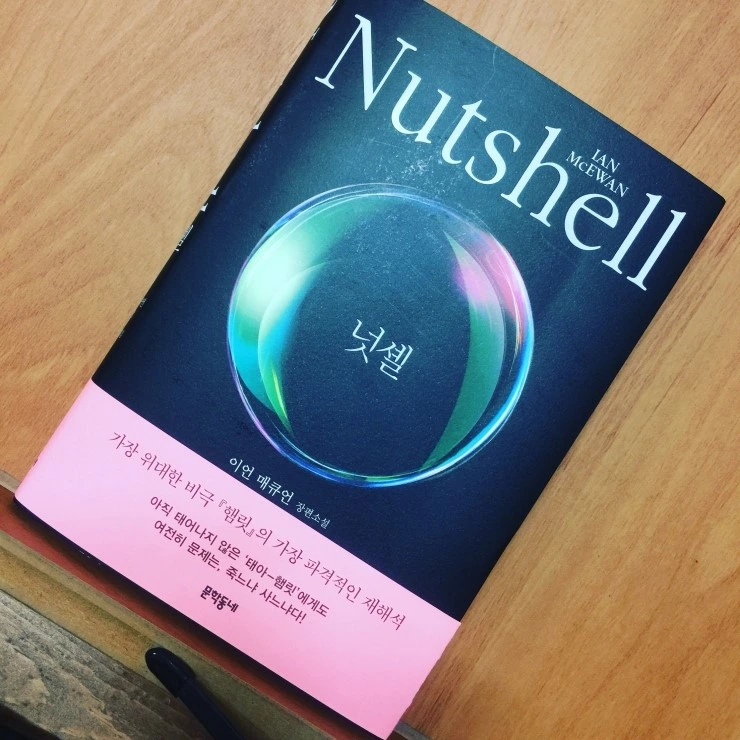 Nutshell
IAN
McEWAN
넛셸
이언 매큐언 장편소설
가장 위대한 비극 『햄릿』의 가장 파격적인 재해석
아직 태어나지 않은 '태아-햄릿'에게도
여전히 문제는, 죽느냐 사느냐다!
문학동네